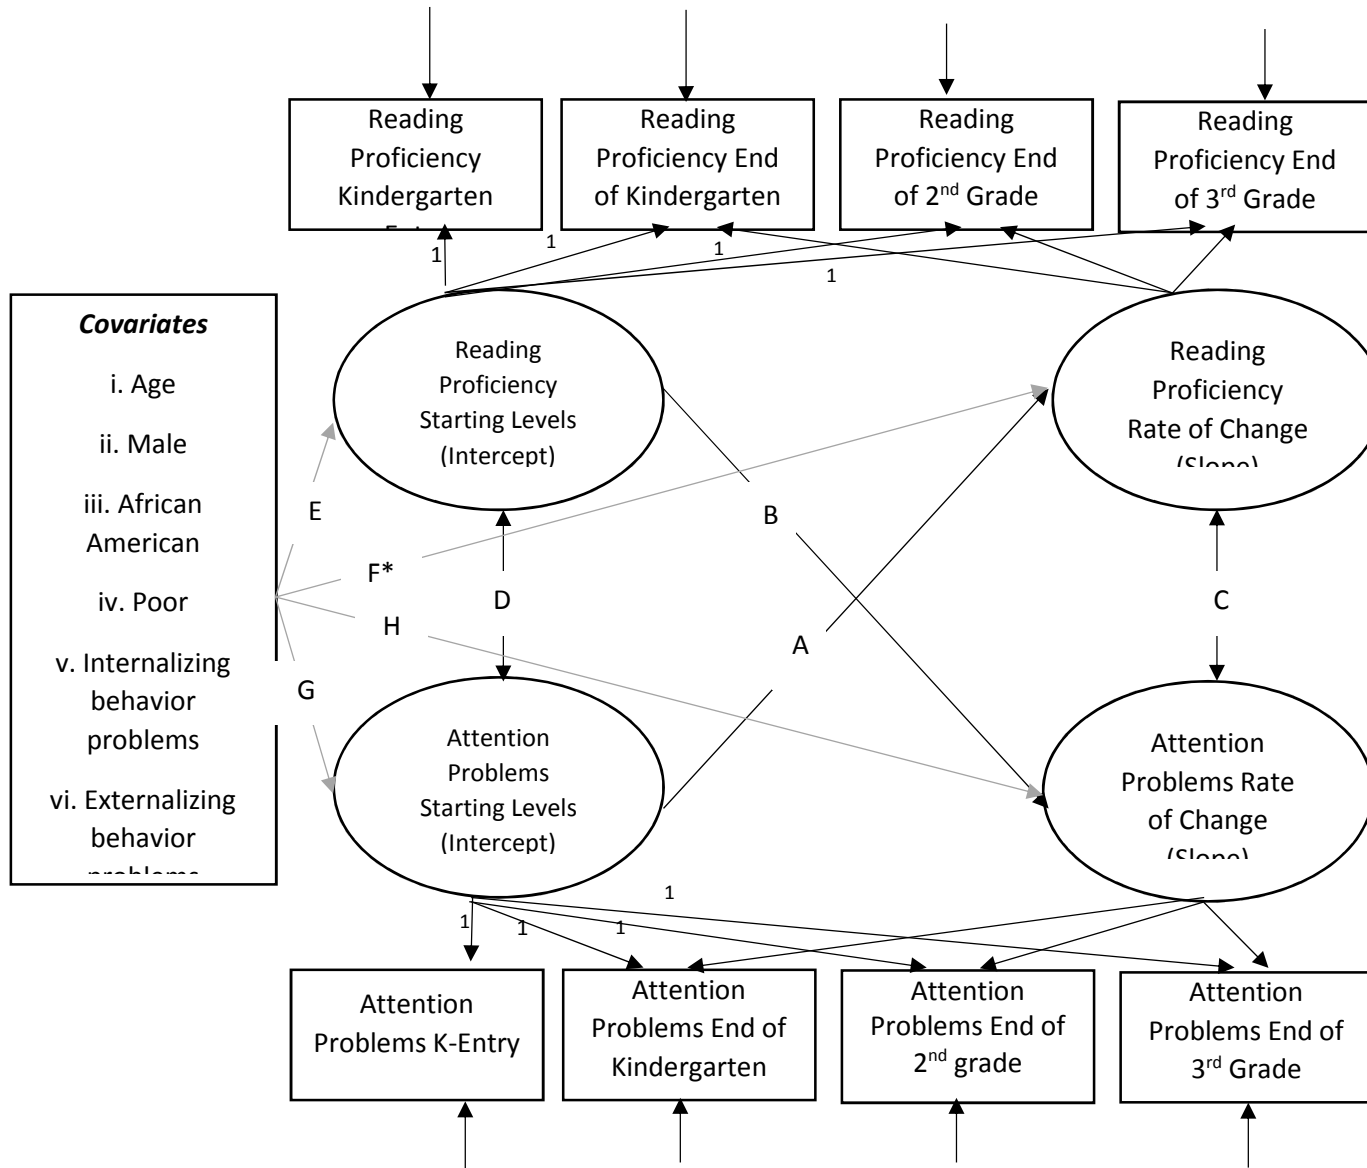 Reading
Proficiency
Kindergarten
Reading
Proficiency End
of Kindergarten
Reading
Proficiency End
of 2nd Grade
Reading
Proficiency End
of 3rd Grade
1
1
1
1
Covariates
i. Age
ii. Male
iii. African
American
iv. Poor
v. Internalizing
behavior
problems
vi. Externalizing
behavior
problems
Reading
Proficiency
Starting Levels
(Intercept)
Reading
Proficiency
Rate of Change
(Slope)
E
F*
H
G
D
B
A
C
Attention
Problems
Starting Levels
(Intercept)
Attention
Problems Rate
of Change
(Slope)
1
1
1
1
Attention
Problems K-Entry
Attention
Problems End of
Kindergarten
Attention
Problems End of
2nd grade
Attention
Problems End of
3rd Grade